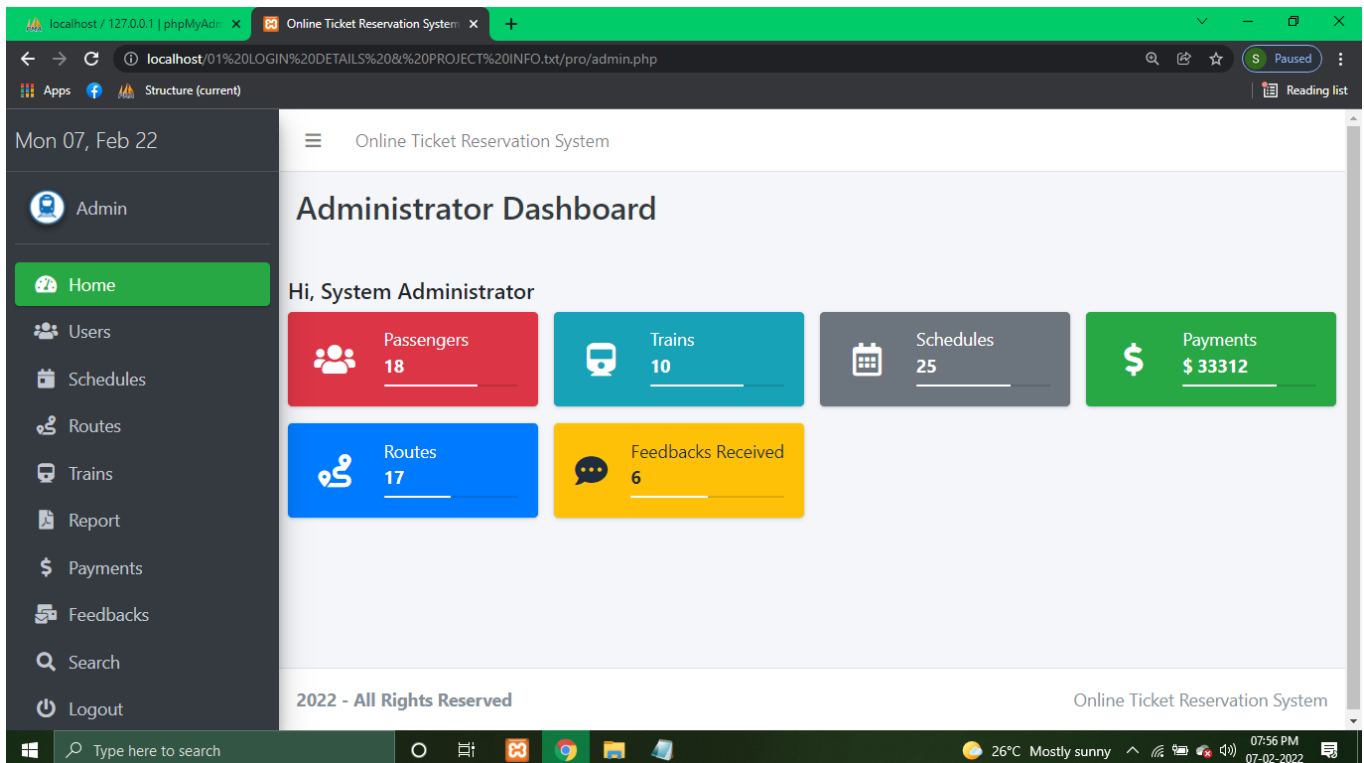 localhost / 127.0.0.1 | phpMyAdm
Online Ticket Reservation System
localhost/01%20LOGIN%20DETAILS%20&%20PROJECT%20INFO.txt/pro/admin.php
S Paused
Apps Structure (current) Reading list
Mon 07, Feb 22
Online Ticket Reservation System
Admin
Administrator Dashboard
Home
Users
Schedules
Routes
Trains
Report
Payments
Feedbacks
Search
Logout
Hi, System Administrator
Passengers
18
Trains
10
Schedules
25
Payments
$ 33312
Routes
17
Feedbacks Received
6
2022 - All Rights Reserved
Online Ticket Reservation System
Type here to search
26°C Mostly sunny
07:56 PM
07-02-2022